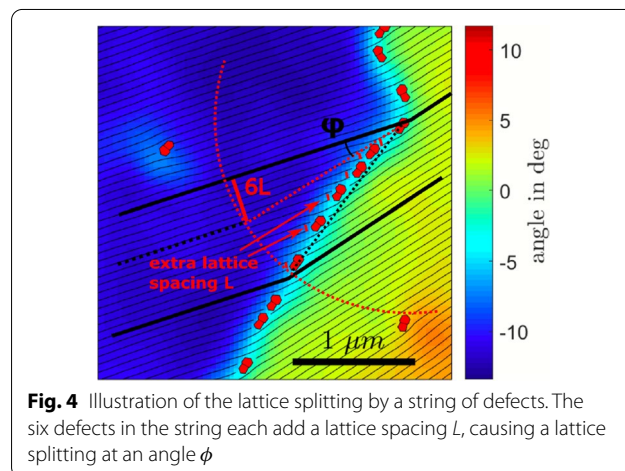 10
5
φ
6L
0
angle in deg
-5
extra lattice
spacing L
-10
1 μm
Fig. 4 Illustration of the lattice splitting by a string of defects. The
six defects in the string each add a lattice spacing L, causing a lattice
splitting at an angle ϕ